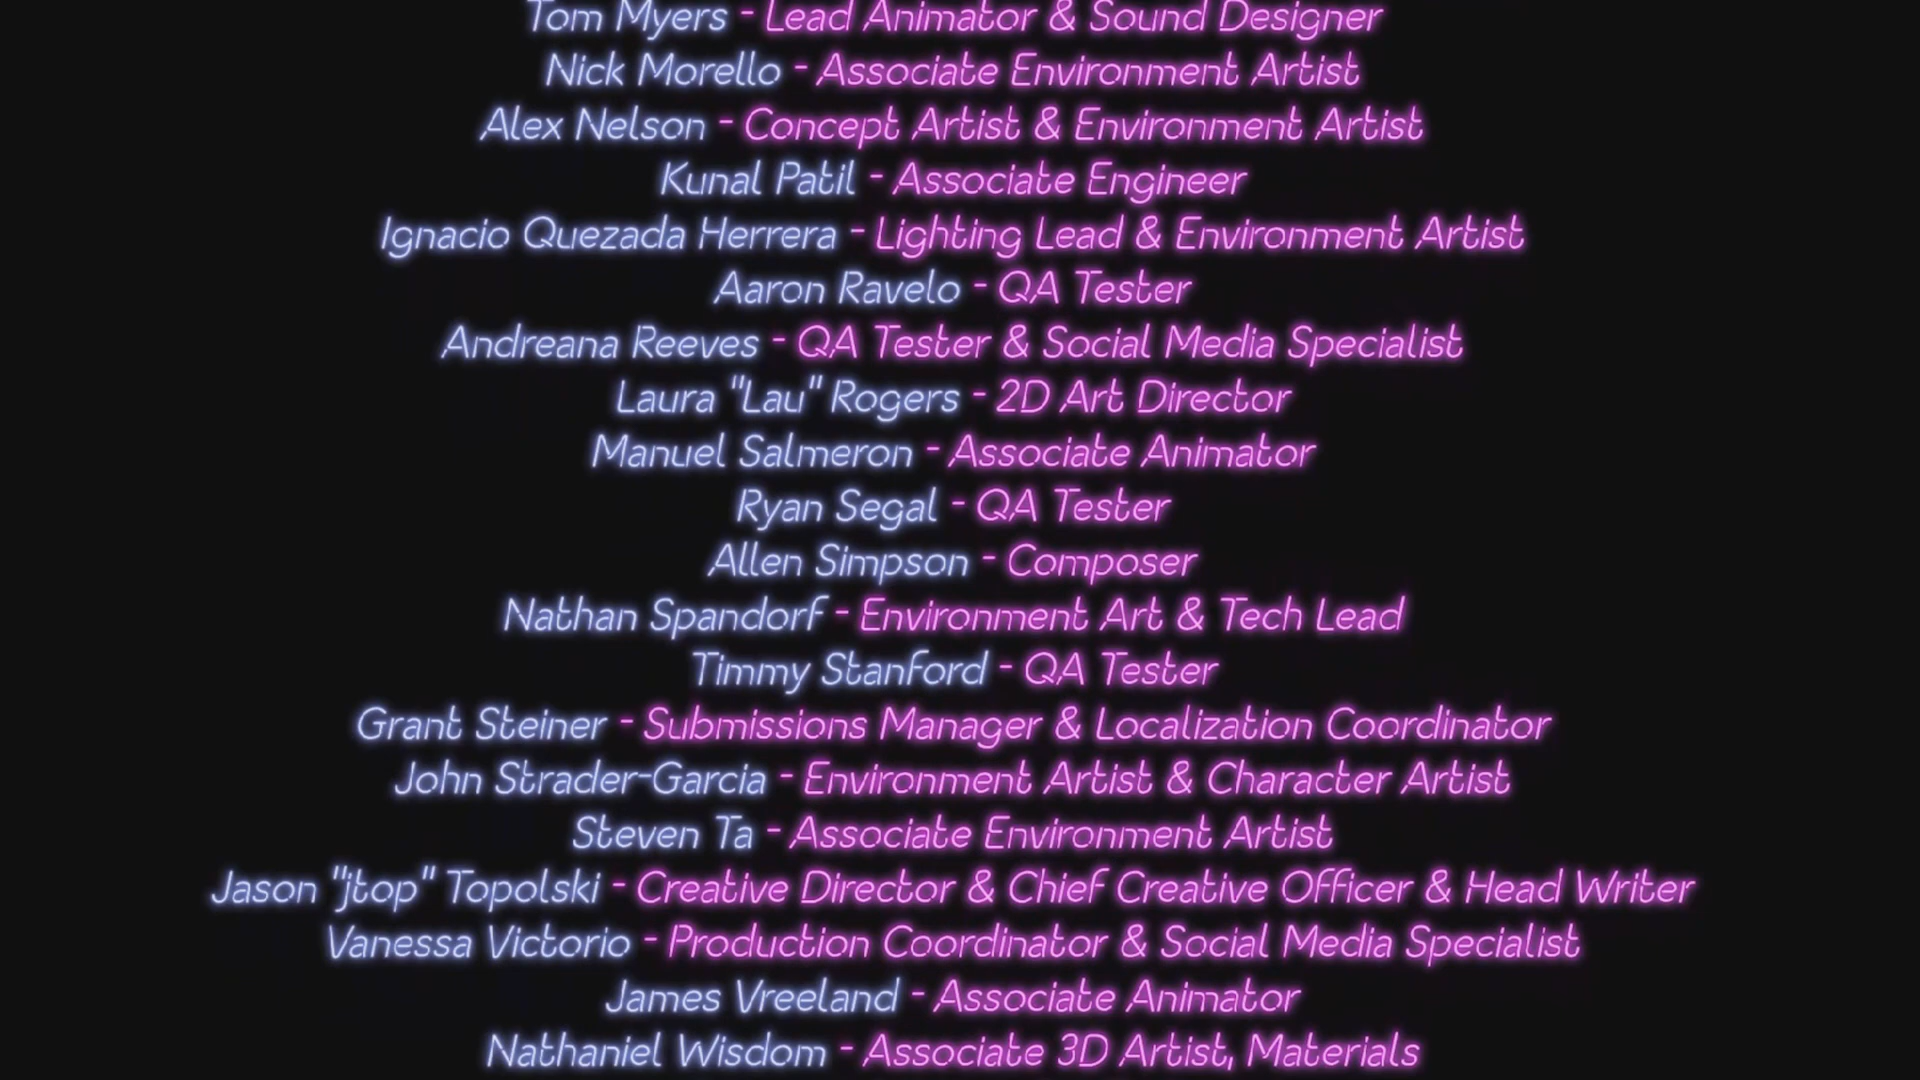 Tom Myers - Lead Animator & Sound Designer
Nick Morello - Associate Environment Artist
Alex Nelson - Concept Artist & Environment Artist
Kunal Patil - Associate Engineer
Ignacio Quezada Herrera - Lighting Lead & Environment Artist
Aaron Ravelo - QA Tester
Andreana Reeves - QA Tester & Social Media Specialist
Laura "Lau" Rogers - 2D Art Director
Manuel Salmeron - Associate Animator
Ryan Segal - QA Tester
Allen Simpson - Composer
Nathan Spandorf - Environment Art & Tech Lead
Timmy Stanford - QA Tester
Grant Steiner - Submissions Manager & Localization Coordinator
John Strader-Garcia - Environment Artist & Character Artist
Steven Ta - Associate Environment Artist
Jason "jtop" Topolski - Creative Director & Chief Creative Officer & Head Writer
Vanessa Victorio - Production Coordinator & Social Media Specialist
James Vreeland - Associate Animator
Nathaniel Wisdom - Associate 3D Artist, Materials